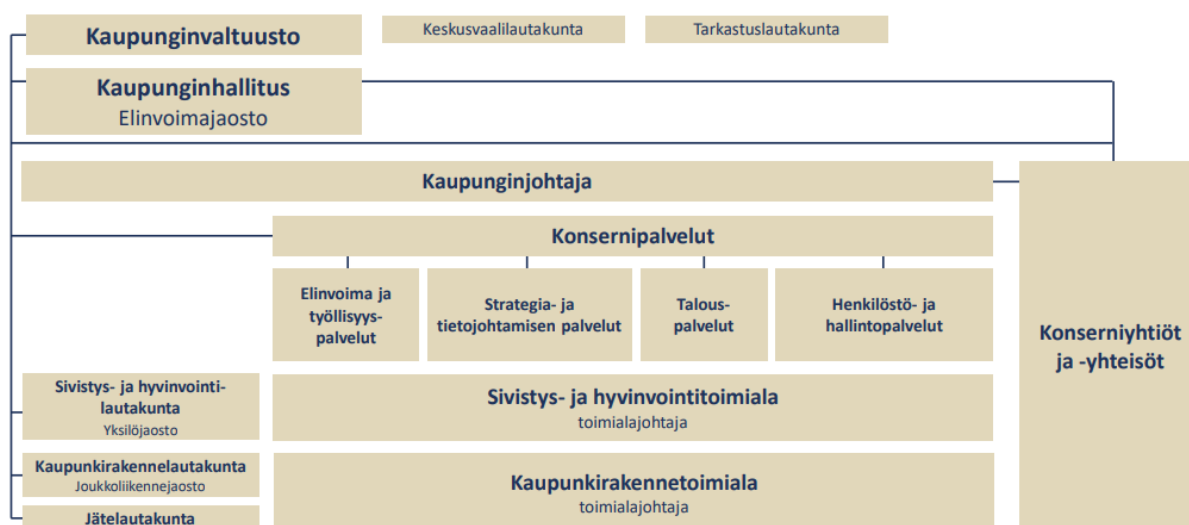 Kaupunginvaltuusto
Keskusvaalilautakunta
Tarkastuslautakunta
Kaupunginhallitus
Elinvoimajaosto
Kaupunginjohtaja
Konsernipalvelut
Elinvoima ja
työllisyys-
palvelut
Strategia- ja
tietojohtamisen palvelut
Talous-
palvelut
Henkilöstö- ja
hallintopalvelut
Konserniyhtiöt
ja -yhteisöt
Sivistys- ja hyvinvointi-
lautakunta
Yksilöjaosto
Sivistys- ja hyvinvointitoimiala
toimialajohtaja
Kaupunkirakennelautakunta
Joukkoliikennejaosto
Kaupunkirakennetoimiala
toimialajohtaja
Jätelautakunta